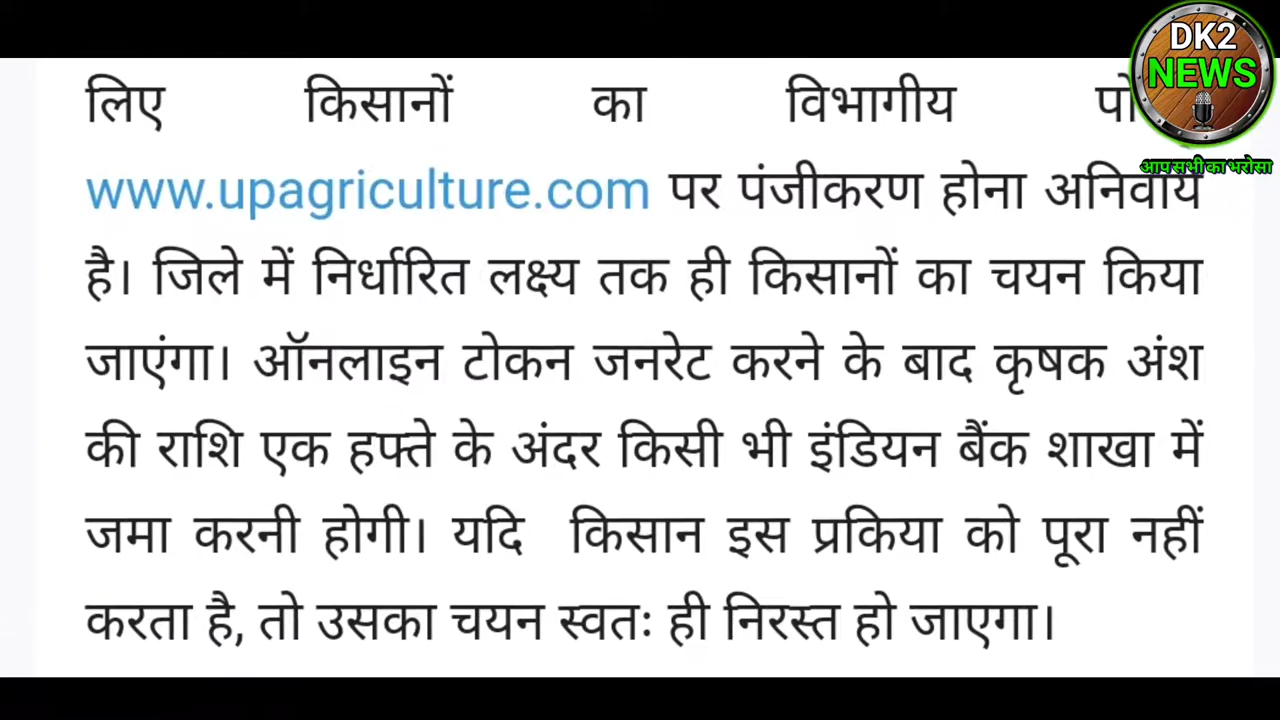 DK2
NEWS
आप सभी का भरोसा
लिए किसानों का विभागीय
www.upagriculture.com पर पंजीकरण होना अनिवार्य
है। जिले में निर्धारित लक्ष्य तक ही किसानों का चयन किया
जाएंगा। ऑनलाइन टोकन जनरेट करने के बाद कृषक अंश
की राशि एक हफ्ते के अंदर किसी भी इंडियन बैंक शाखा में
जमा करनी होगी। यदि किसान इस प्रकिया को पूरा नहीं
करता है, तो उसका चयन स्वतः ही निरस्त हो जाएगा।